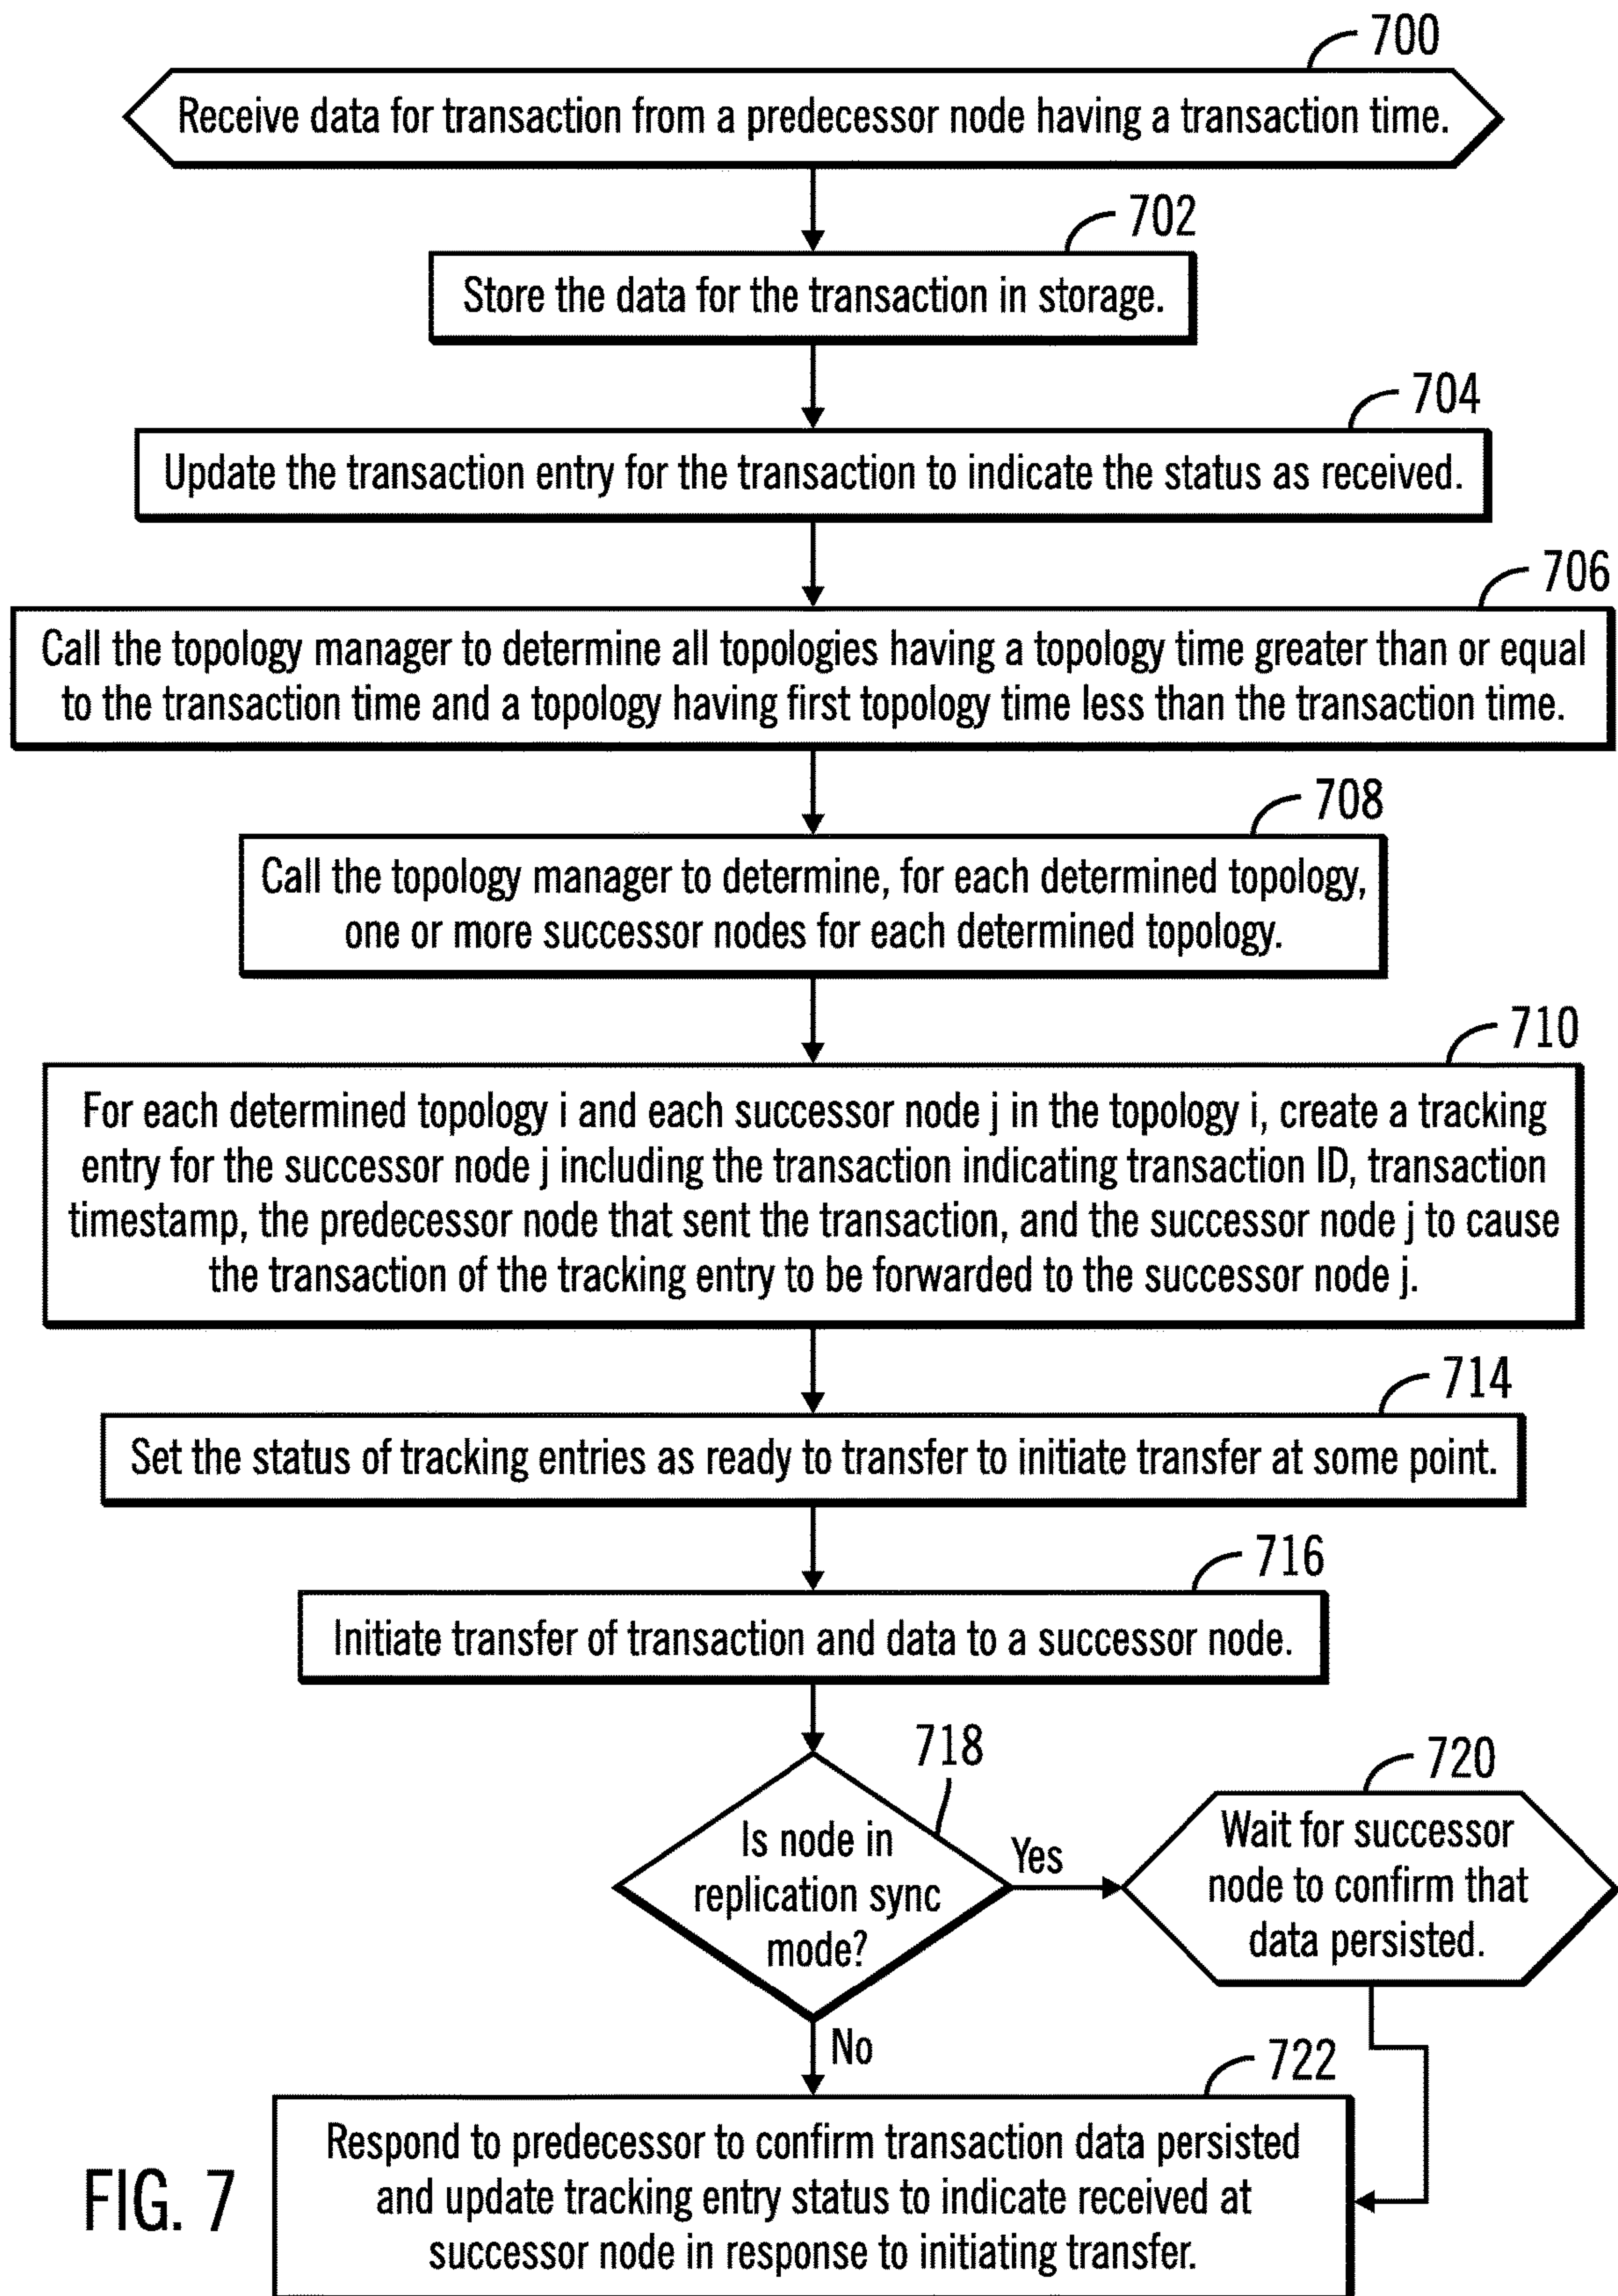 700
Receive data for transaction from a predecessor node having a transaction time.
702
Store the data for the transaction in storage.
704
Update the transaction entry for the transaction to indicate the status as received.
706
Call the topology manager to determine all topologies having a topology time greater than or equal
to the transaction time and a topology having first topology time less than the transaction time.
708
Call the topology manager to determine, for each determined topology,
one or more successor nodes for each determined topology.
710
For each determined topology i and each successor node j in the topology i, create a tracking
entry for the successor node j including the transaction indicating transaction ID, transaction
timestamp, the predecessor node that sent the transaction, and the successor node j to cause
the transaction of the tracking entry to be forwarded to the successor node j.
714
Set the status of tracking entries as ready to transfer to initiate transfer at some point.
716
Initiate transfer of transaction and data to a successor node.
718
Is node in
replication sync
mode?
Yes
720
Wait for successor
node to confirm that
data persisted.
No
722
Respond to predecessor to confirm transaction data persisted
and update tracking entry status to indicate received at
successor node in response to initiating transfer.
FIG. 7